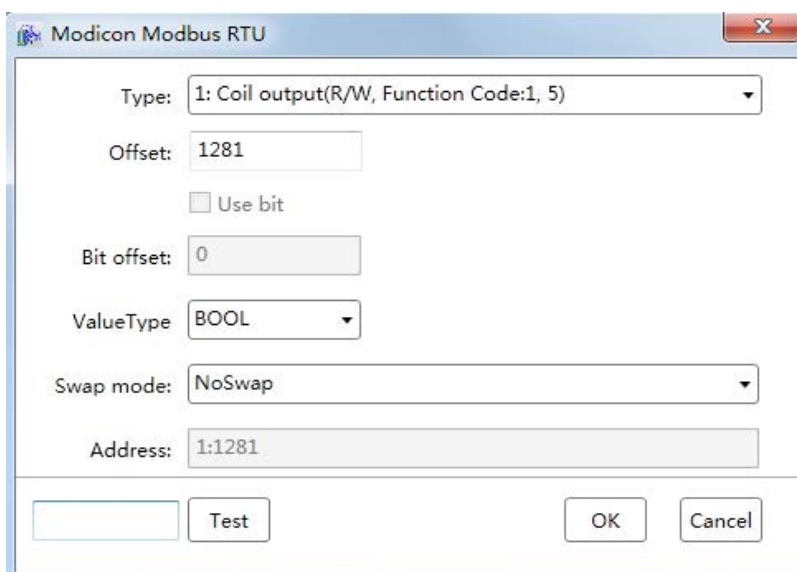 Modicon Modbus RTU
Type: 1: Coil output(R/W, Function Code:1, 5)
Offset: 1281
Use bit
Bit offset: 0
ValueType BOOL
Swap mode: NoSwap
Address: 1:1281
Test OK Cancel